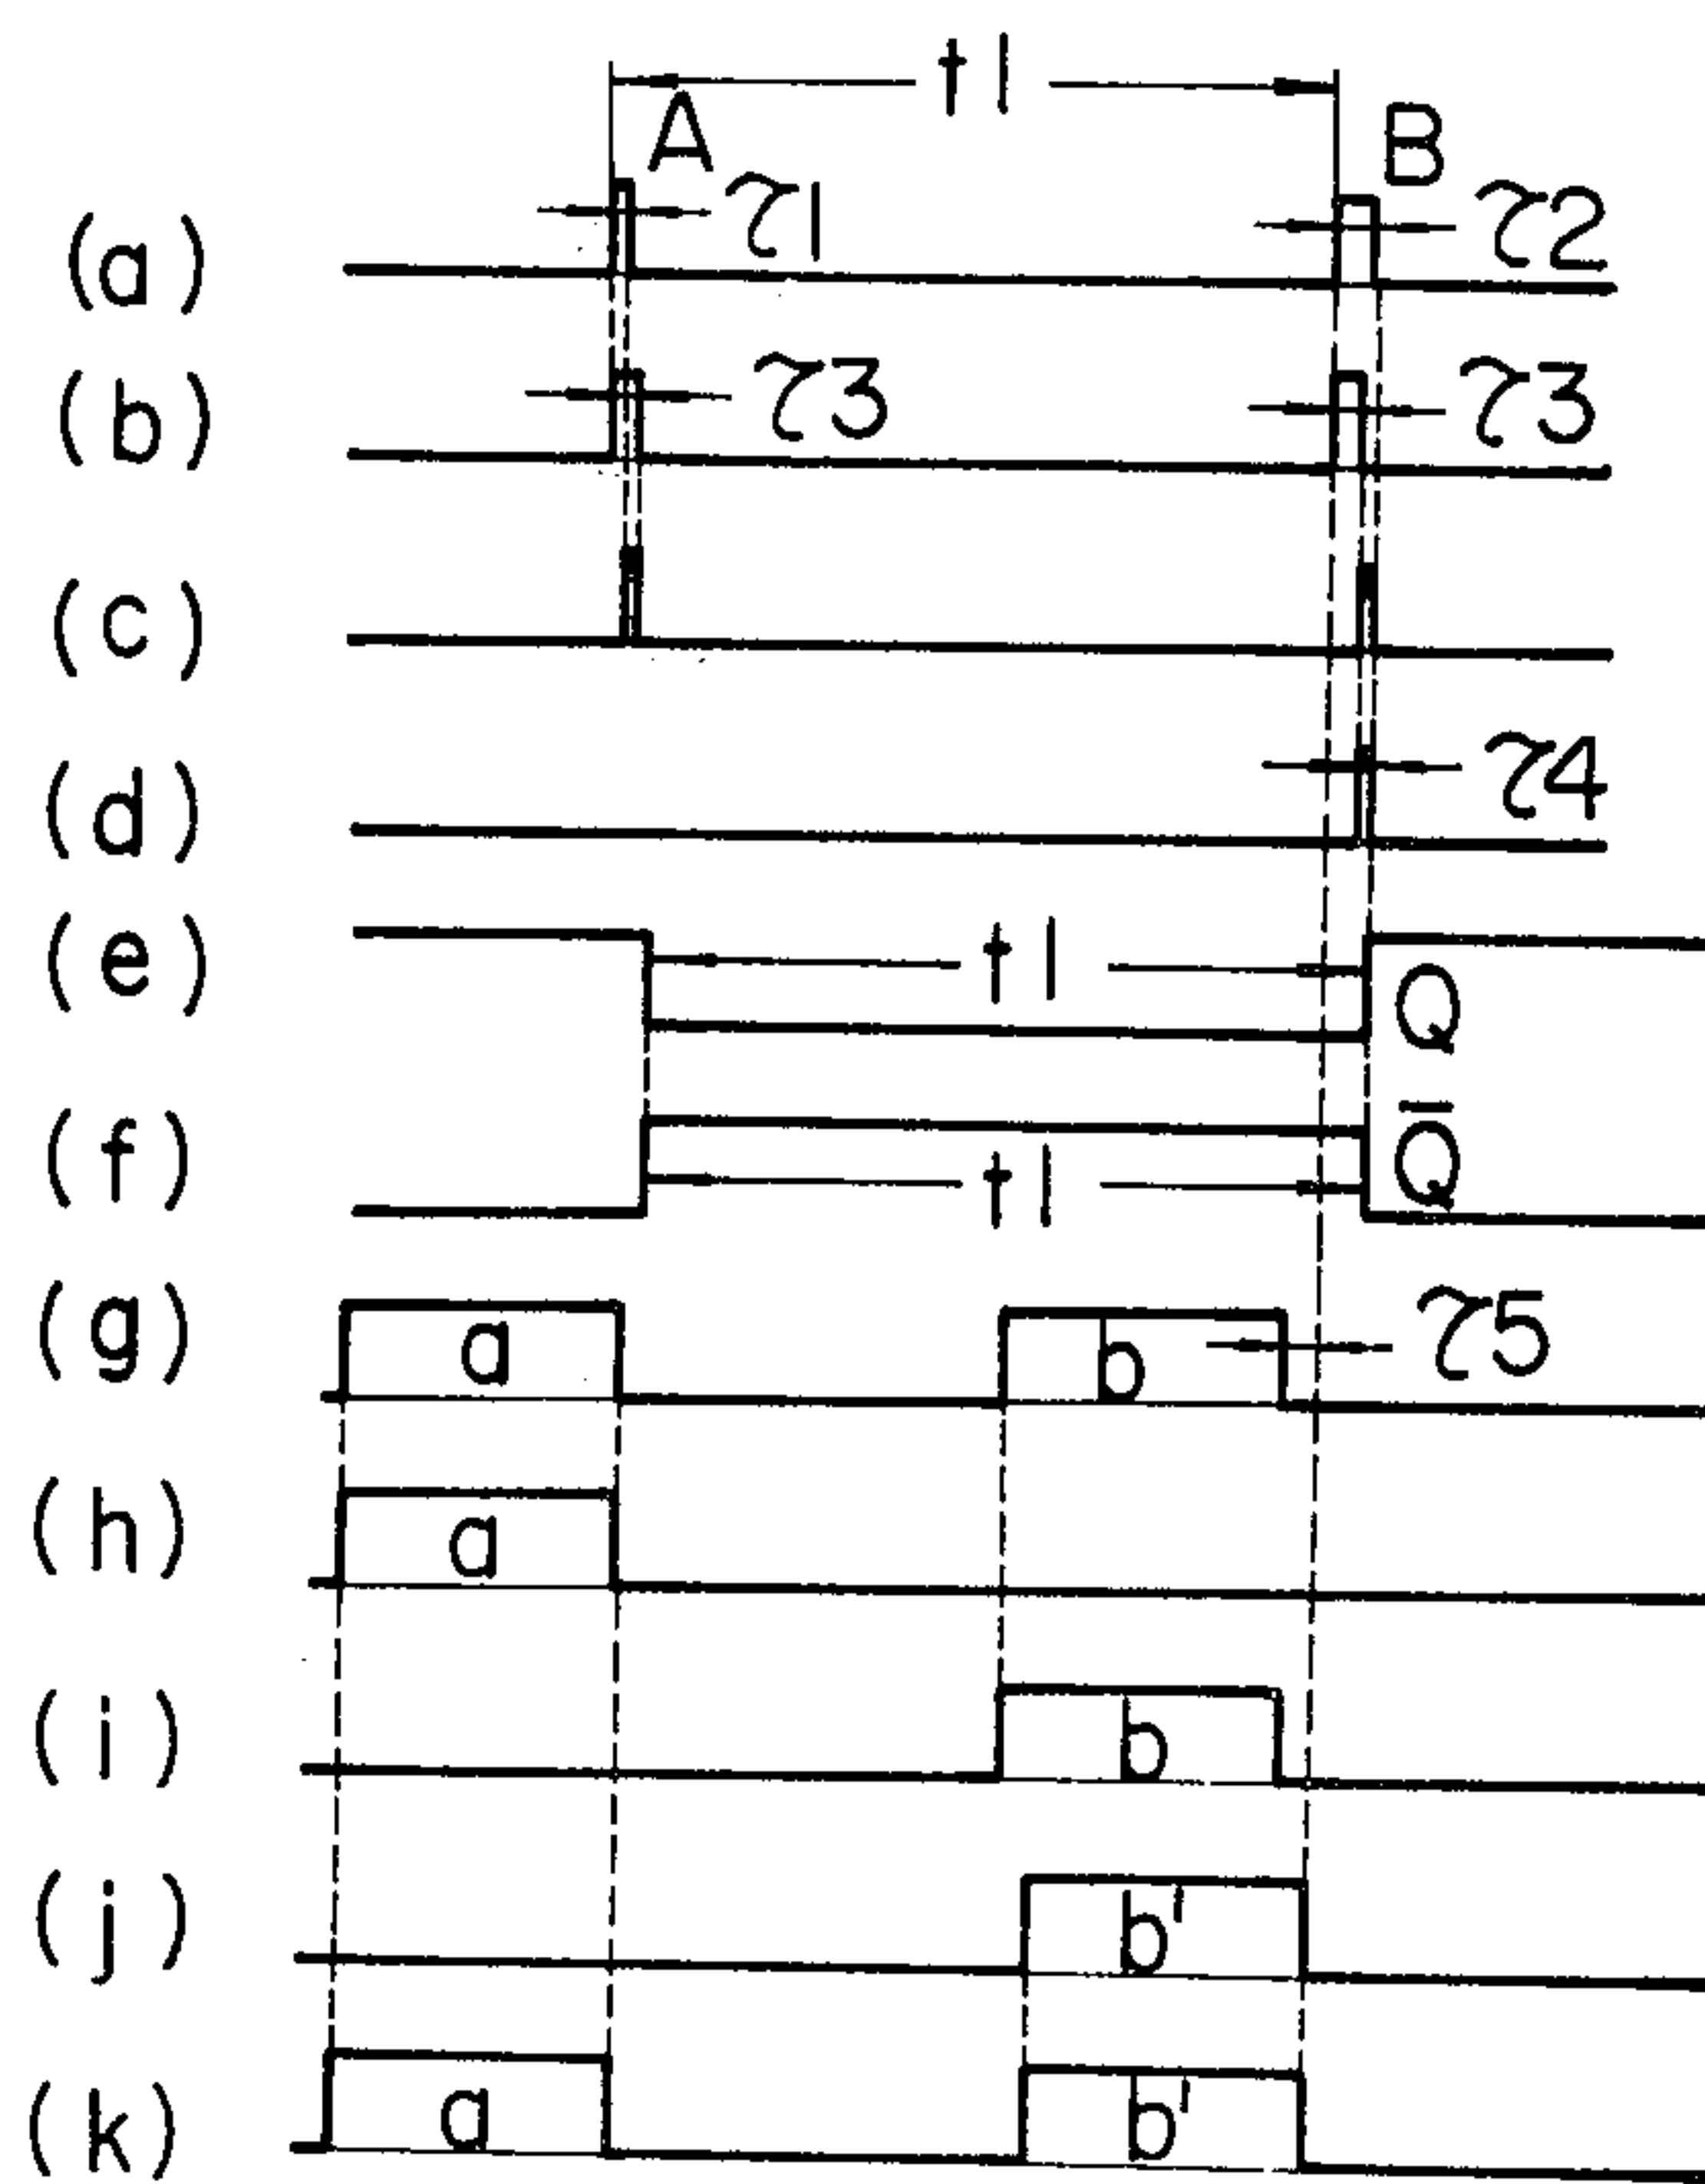 t1
A B
(a) τ1 τ2
(b) τ3 τ3
(c)
(d) τ4
(e) t1 Q
(f) t1 Q̅
(g) a b τ5
(h) a
(i) b
(j) b'
(k) a b'